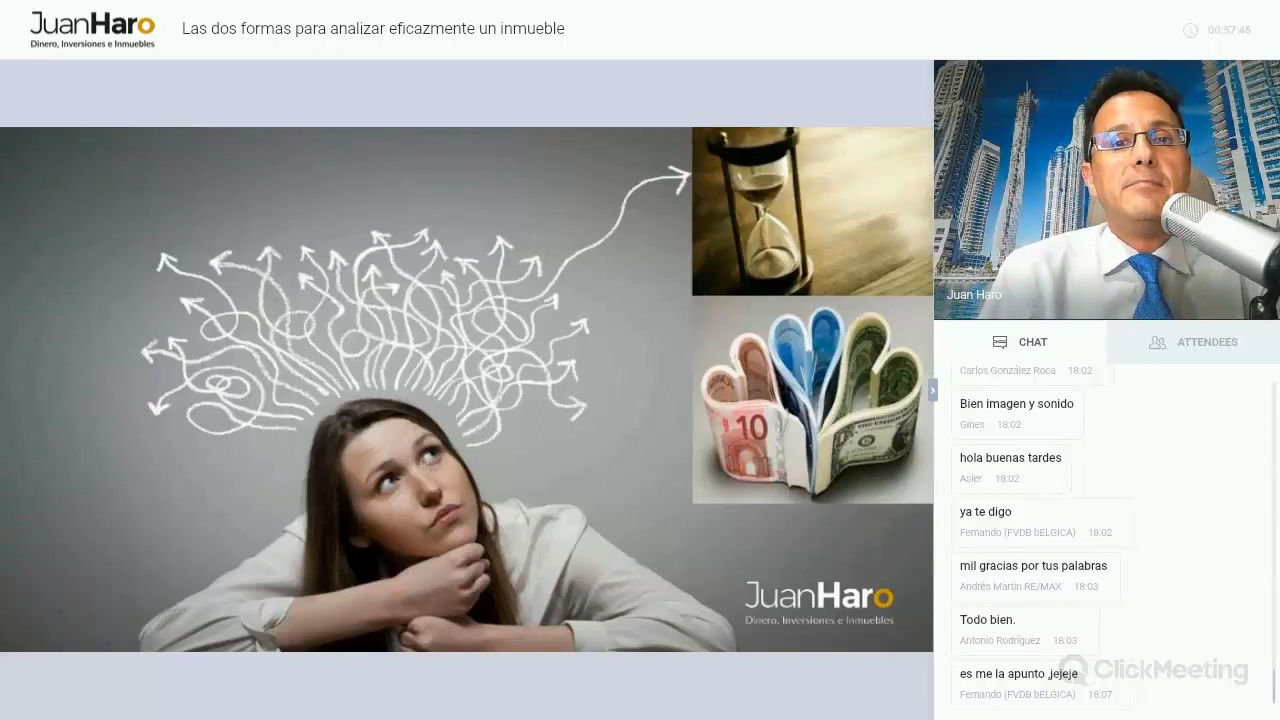 JuanHaro
Dinero, Inversiones e Inmuebles
Las dos formas para analizar eficazmente un inmueble
00:57:46
10
JuanHaro
Dinero, Inversiones e Inmuebles
Juan Haro
CHAT
ATTENDEES
Carlos González Roca 18:02
Bien imagen y sonido
Gines 18:02
hola buenas tardes
Asier 18:02
ya te digo
Fernando (FVDB bELGICA) 18:02
mil gracias por tus palabras
Andrés Martin RE/MAX 18:03
Todo bien.
Antonio Rodríguez 18:03
es me la apunto ,jejeje
Fernando (FVDB bELGICA) 18:07
ClickMeeting